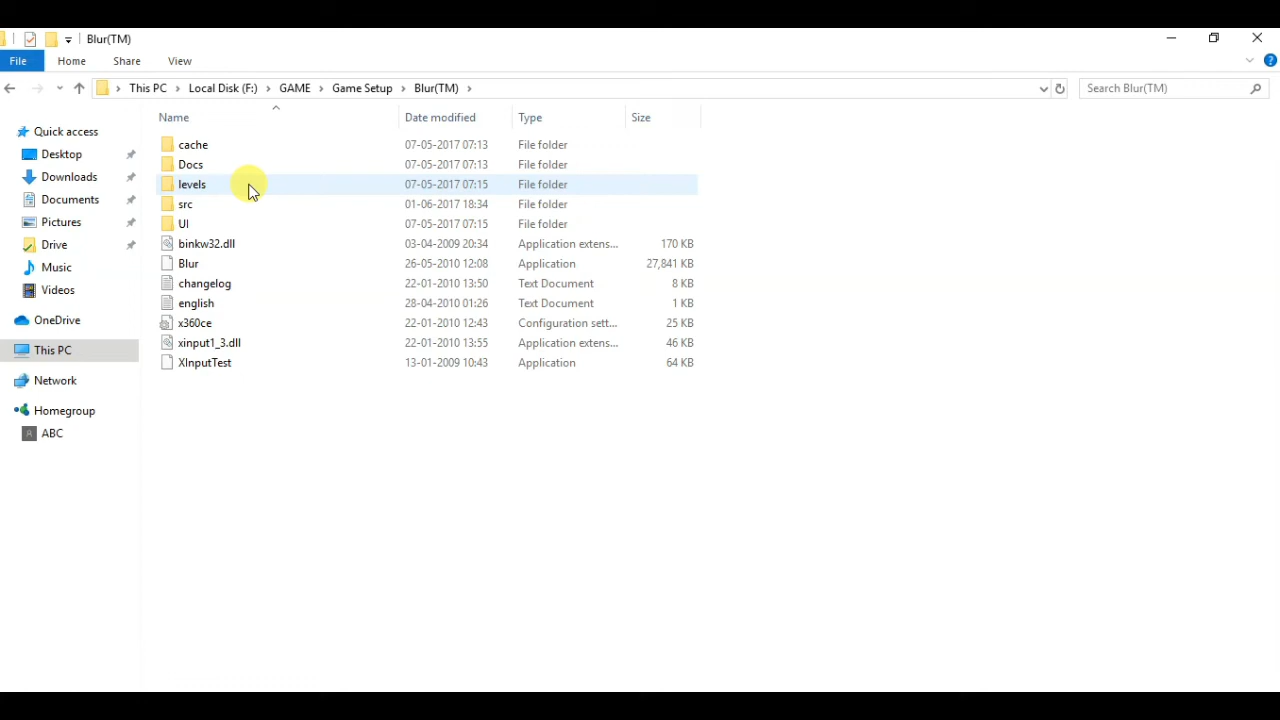 Blur(TM)
File Home Share View
This PC Local Disk (F:) GAME Game Setup Blur(TM) Search Blur(TM)
Name Date modified Type Size
Quick access
Desktop
Downloads
Documents
Pictures
Drive
Music
Videos
OneDrive
This PC
Network
Homegroup
ABC
cache 07-05-2017 07:13 File folder
Docs 07-05-2017 07:13 File folder
levels 07-05-2017 07:15 File folder
src 01-06-2017 18:34 File folder
UI 07-05-2017 07:15 File folder
binkw32.dll 03-04-2009 20:34 Application extens... 170 KB
Blur 26-05-2010 12:08 Application 27,841 KB
changelog 22-01-2010 13:50 Text Document 8 KB
english 28-04-2010 01:26 Text Document 1 KB
x360ce 22-01-2010 12:43 Configuration sett... 25 KB
xinput1_3.dll 22-01-2010 13:55 Application extens... 46 KB
XInputTest 13-01-2009 10:43 Application 64 KB